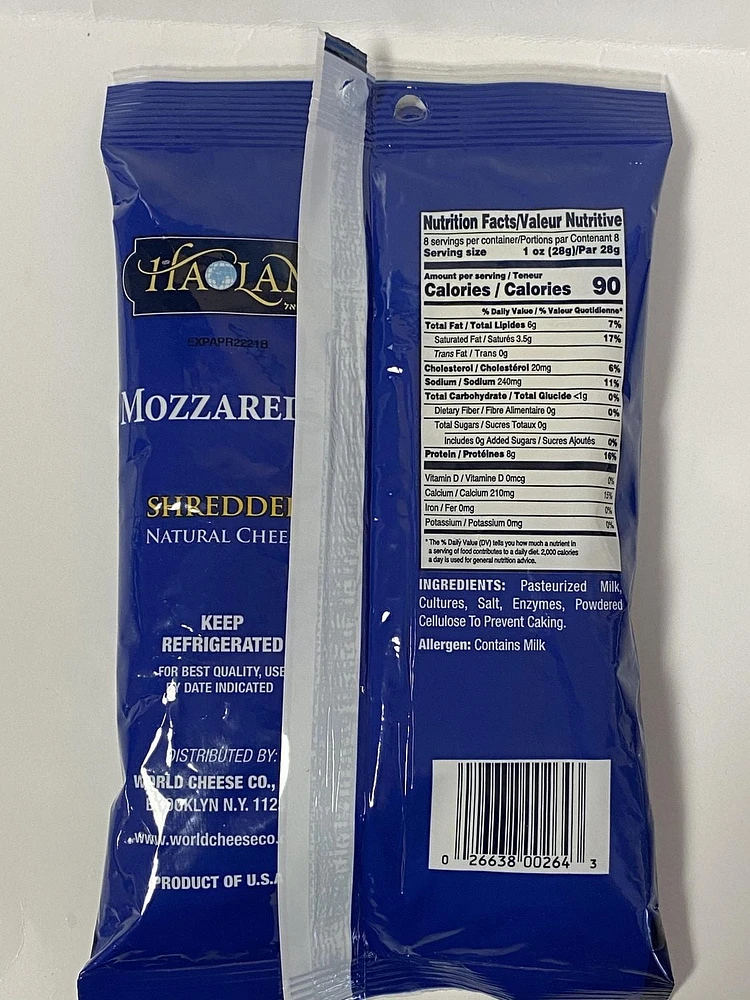 HAOLAN
אל
EXPAPR22218
MOZZAREL
SHREDDE
NATURAL CHEE
KEEP
REFRIGERATED
FOR BEST QUALITY, USE
BY DATE INDICATED
DISTRIBUTED BY:
WORLD CHEESE CO.,
BROOKLYN N.Y. 112
www.worldcheeseco.
PRODUCT OF U.S.A
Nutrition Facts/Valeur Nutritive
8 servings per container/Portions par Contenant 8
Serving size 1 oz (28g)/Par 28g
Amount per serving / Teneur
Calories / Calories 90
% Daily Value / % Valeur Quotidienne*
Total Fat / Total Lipides 6g 7%
Saturated Fat / Saturés 3.5g 17%
Trans Fat / Trans 0g
Cholesterol / Cholestérol 20mg 6%
Sodium / Sodium 240mg 11%
Total Carbohydrate / Total Glucide <1g 0%
Dietary Fiber / Fibre Alimentaire 0g 0%
Total Sugars / Sucres Totaux 0g
Includes 0g Added Sugars / Sucres Ajoutés 0%
Protein / Protéines 8g 16%
Vitamin D / Vitamine D 0mcg 0%
Calcium / Calcium 210mg 15%
Iron / Fer 0mg 0%
Potassium / Potassium 0mg 0%
* The % Daily Value (DV) tells you how much a nutrient in
a serving of food contributes to a daily diet. 2,000 calories
a day is used for general nutrition advice.
INGREDIENTS: Pasteurized Milk,
Cultures, Salt, Enzymes, Powdered
Cellulose To Prevent Caking.
Allergen: Contains Milk
0 26638 00264 3